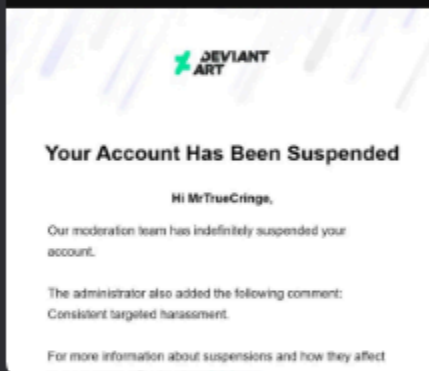 DEVIANT
ART
Your Account Has Been Suspended
Hi MrTrueCringe,
Our moderation team has indefinitely suspended your
account.
The administrator also added the following comment:
Consistent targeted harassment.
For more information about suspensions and how they affect